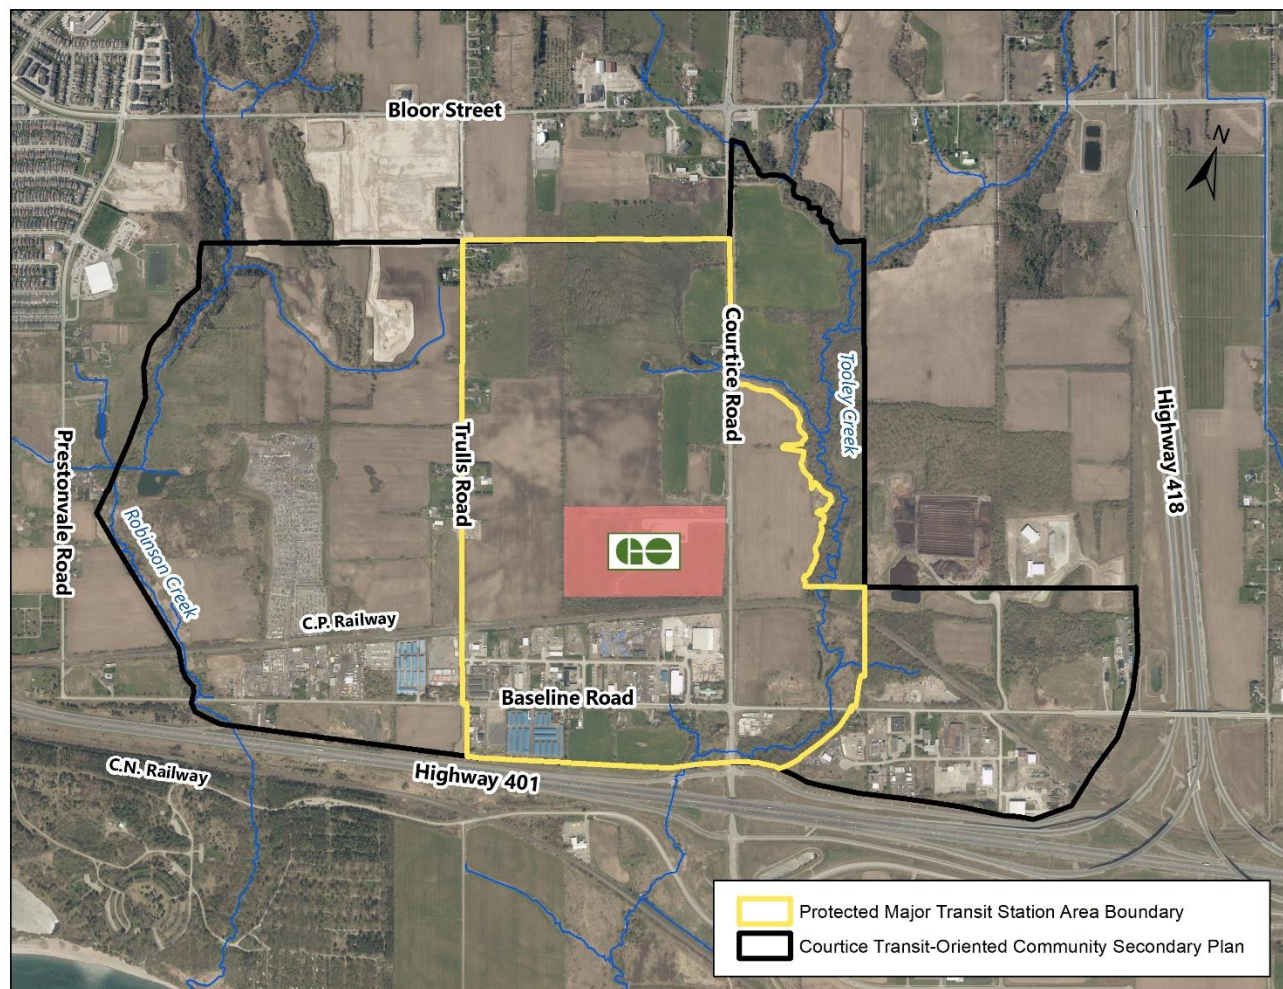 Bloor Street
N
Courtice Road
Tooley Creek
Highway 418
Trulls Road
Prestonvale Road
Robinson Creek
GO
C.P. Railway
Baseline Road
C.N. Railway
Highway 401
Protected Major Transit Station Area Boundary
Courtice Transit-Oriented Community Secondary Plan